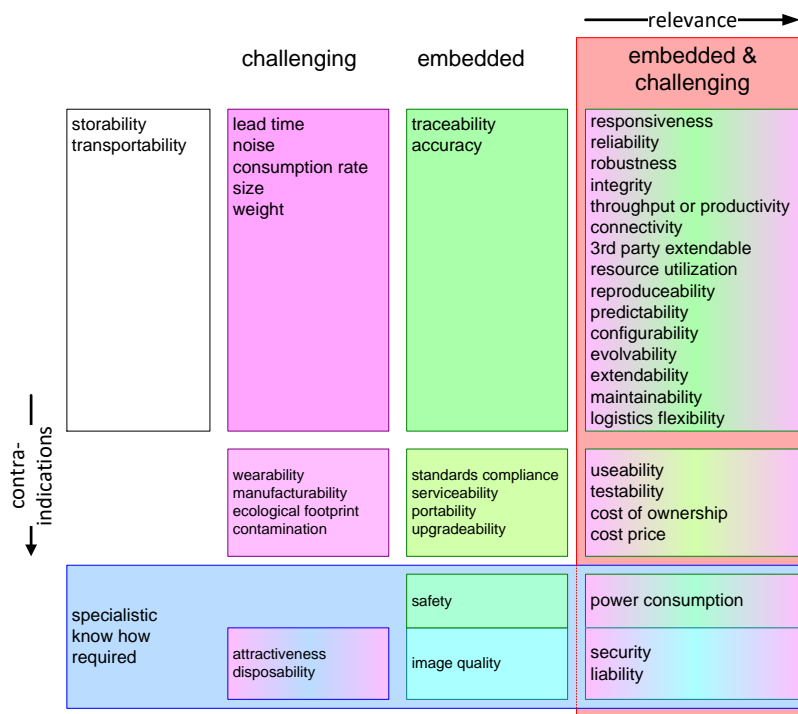 relevance
challenging
embedded
embedded &
challenging
storability
transportability
lead time
noise
consumption rate
size
weight
traceability
accuracy
responsiveness
reliability
robustness
integrity
throughput or productivity
connectivity
3rd party extendable
resource utilization
reproduceability
predictability
configurability
evolvability
extendability
maintainability
logistics flexibility
contra-
indications
wearability
manufacturability
ecological footprint
contamination
standards compliance
serviceability
portability
upgradeability
useability
testability
cost of ownership
cost price
specialistic
know how
required
safety
power consumption
attractiveness
disposability
image quality
security
liability